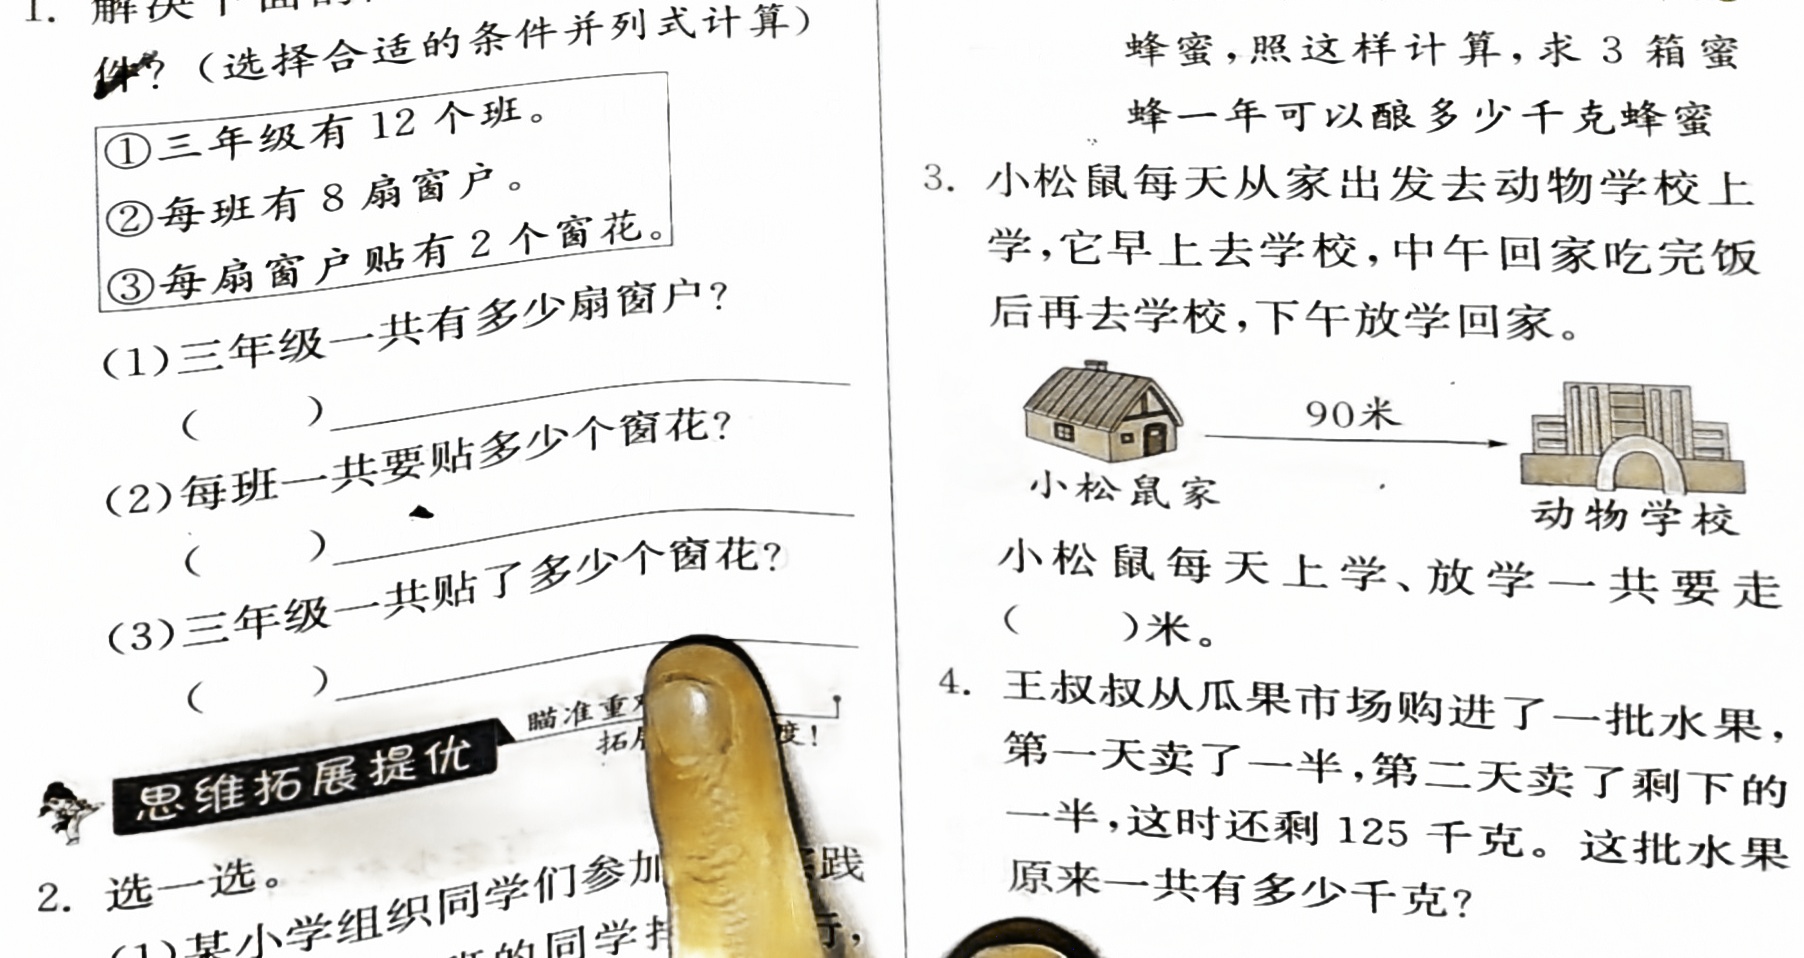 1. 解决下面的
件?(选择合适的条件并列式计算)
①三年级有 12 个班。
②每班有 8 扇窗户。
③每扇窗户贴有 2 个窗花。
(1)三年级一共有多少扇窗户?
(    )
(2)每班一共要贴多少个窗花?
(    )
(3)三年级一共贴了多少个窗花?
(    )
瞄准重
拓 度!
思维拓展提优
2. 选一选。
(1)某小学组织同学们参加 践
的同学 行,
蜂蜜,照这样计算,求 3 箱蜜
蜂一年可以酿多少千克蜂蜜
3. 小松鼠每天从家出发去动物学校上
学,它早上去学校,中午回家吃完饭
后再去学校,下午放学回家。
90米
小松鼠家
动物学校
小松鼠每天上学、放学一共要走
(    )米。
4. 王叔叔从瓜果市场购进了一批水果,
第一天卖了一半,第二天卖了剩下的
一半,这时还剩 125 千克。这批水果
原来一共有多少千克?